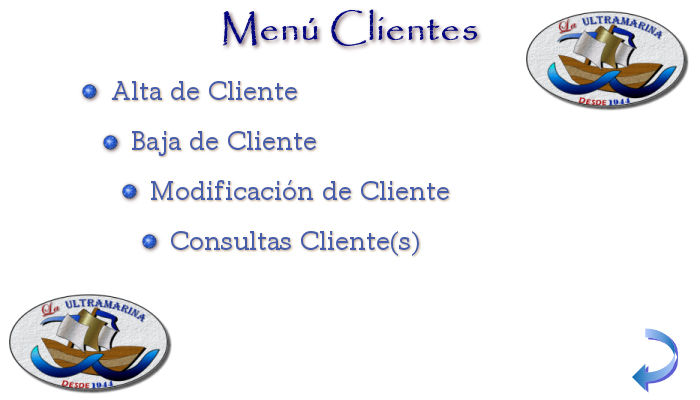 Menú Clientes
La ULTRAMARINA
DESDE 1944
Alta de Cliente
Baja de Cliente
Modificación de Cliente
Consultas Cliente(s)
La ULTRAMARINA
DESDE 1944